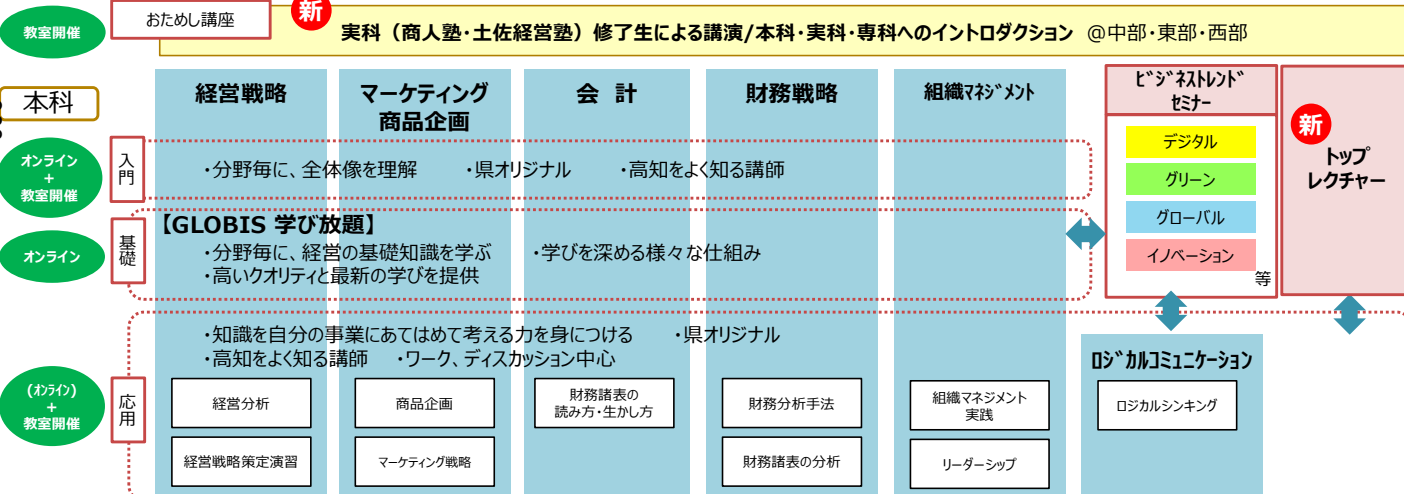 教室開催
おためし講座
新
実科（商人塾・土佐経営塾）修了生による講演/本科・実科・専科へのイントロダクション @中部・東部・西部
本科
経営戦略
マーケティング
商品企画
会 計
財務戦略
組織ﾏﾈｼﾞﾒﾝﾄ
ﾋﾞｼﾞﾈｽﾄﾚﾝﾄﾞ
ｾﾐﾅｰ
デジタル
グリーン
グローバル
イノベーション
等
新
トップ
レクチャー
オンライン
+
教室開催
入門
・分野毎に、全体像を理解 ・県オリジナル ・高知をよく知る講師
オンライン
基礎
【GLOBIS 学び放題】
・分野毎に、経営の基礎知識を学ぶ ・学びを深める様々な仕組み
・高いクオリティと最新の学びを提供
(ｵﾝﾗｲﾝ)
+
教室開催
応用
・知識を自分の事業にあてはめて考える力を身につける ・県オリジナル
・高知をよく知る講師 ・ワーク、ディスカッション中心
経営分析
経営戦略策定演習
商品企画
マーケティング戦略
財務諸表の
読み方・生かし方
財務分析手法
財務諸表の分析
組織マネジメント
実践
リーダーシップ
ﾛｼﾞｶﾙｺﾐｭﾆｹｰｼｮﾝ
ロジカルシンキング